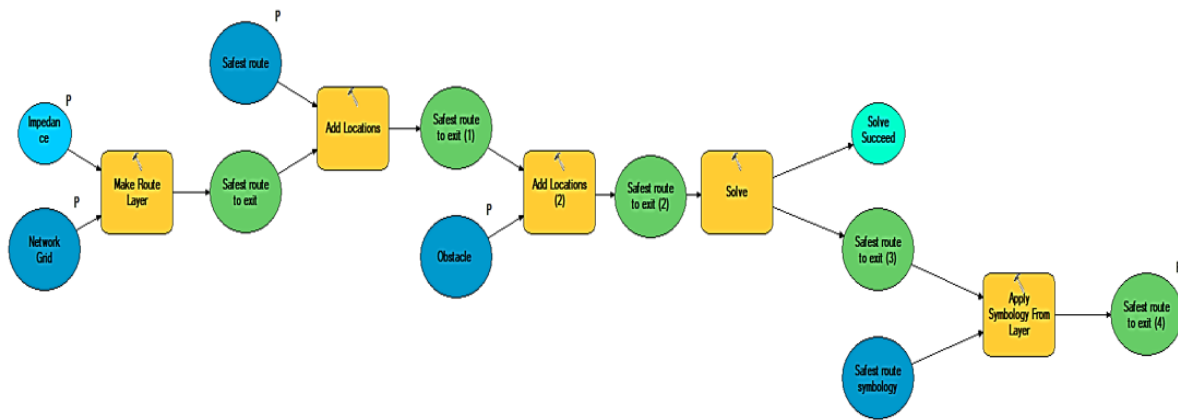 P
Safest route
P
Impedan
ce
Make Route
Layer
P
Network
Grid
Safest route
to exit
Add Locations
Safest route
to exit (1)
P
Obstacle
Add Locations
(2)
Safest route
to exit (2)
Solve
Solve
Succeed
Safest route
to exit (3)
Safest route
symbology
Apply
Symbology From
Layer
Safest route
to exit (4)